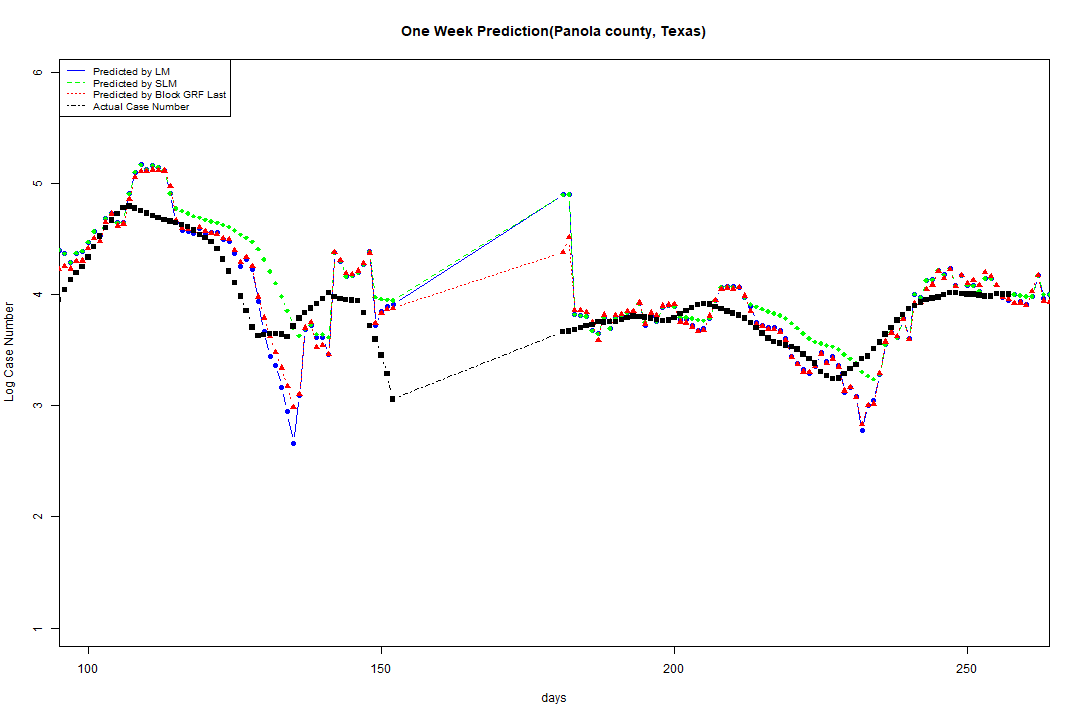 One Week Prediction(Panola county, Texas)
Predicted by LM
Predicted by SLM
Predicted by Block GRF Last
Actual Case Number
6
5
4
3
2
1
Log Case Number
100
150
200
250
days